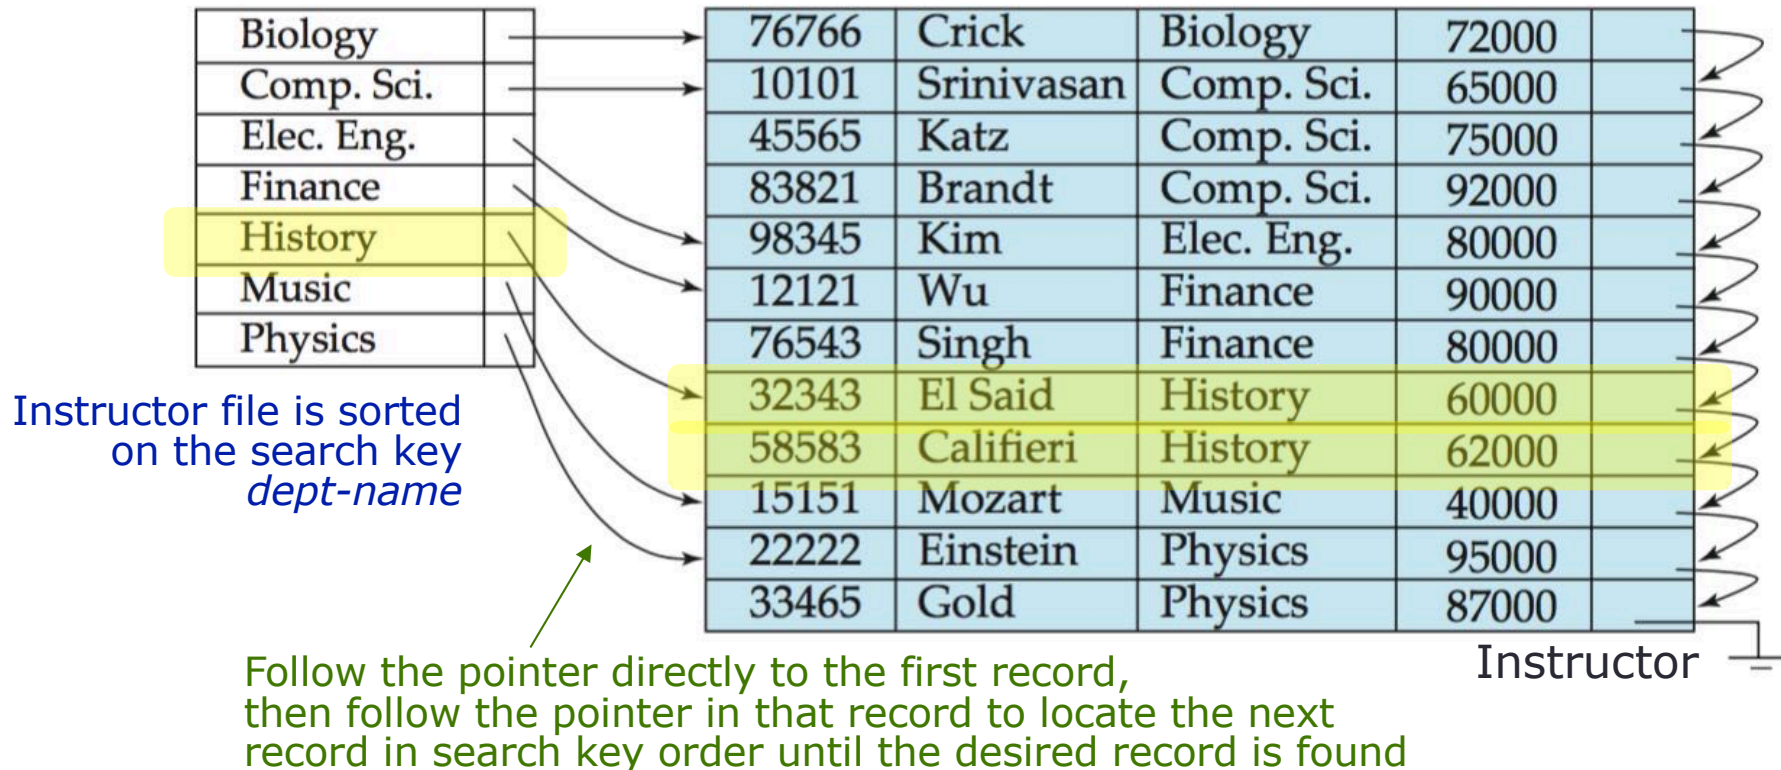 Biology
Comp. Sci.
Elec. Eng.
Finance
History
Music
Physics
76766 Crick Biology 72000
10101 Srinivasan Comp. Sci. 65000
45565 Katz Comp. Sci. 75000
83821 Brandt Comp. Sci. 92000
98345 Kim Elec. Eng. 80000
12121 Wu Finance 90000
76543 Singh Finance 80000
32343 El Said History 60000
58583 Califieri History 62000
15151 Mozart Music 40000
22222 Einstein Physics 95000
33465 Gold Physics 87000
Instructor file is sorted
on the search key
dept-name
Instructor
Follow the pointer directly to the first record,
then follow the pointer in that record to locate the next
record in search key order until the desired record is found